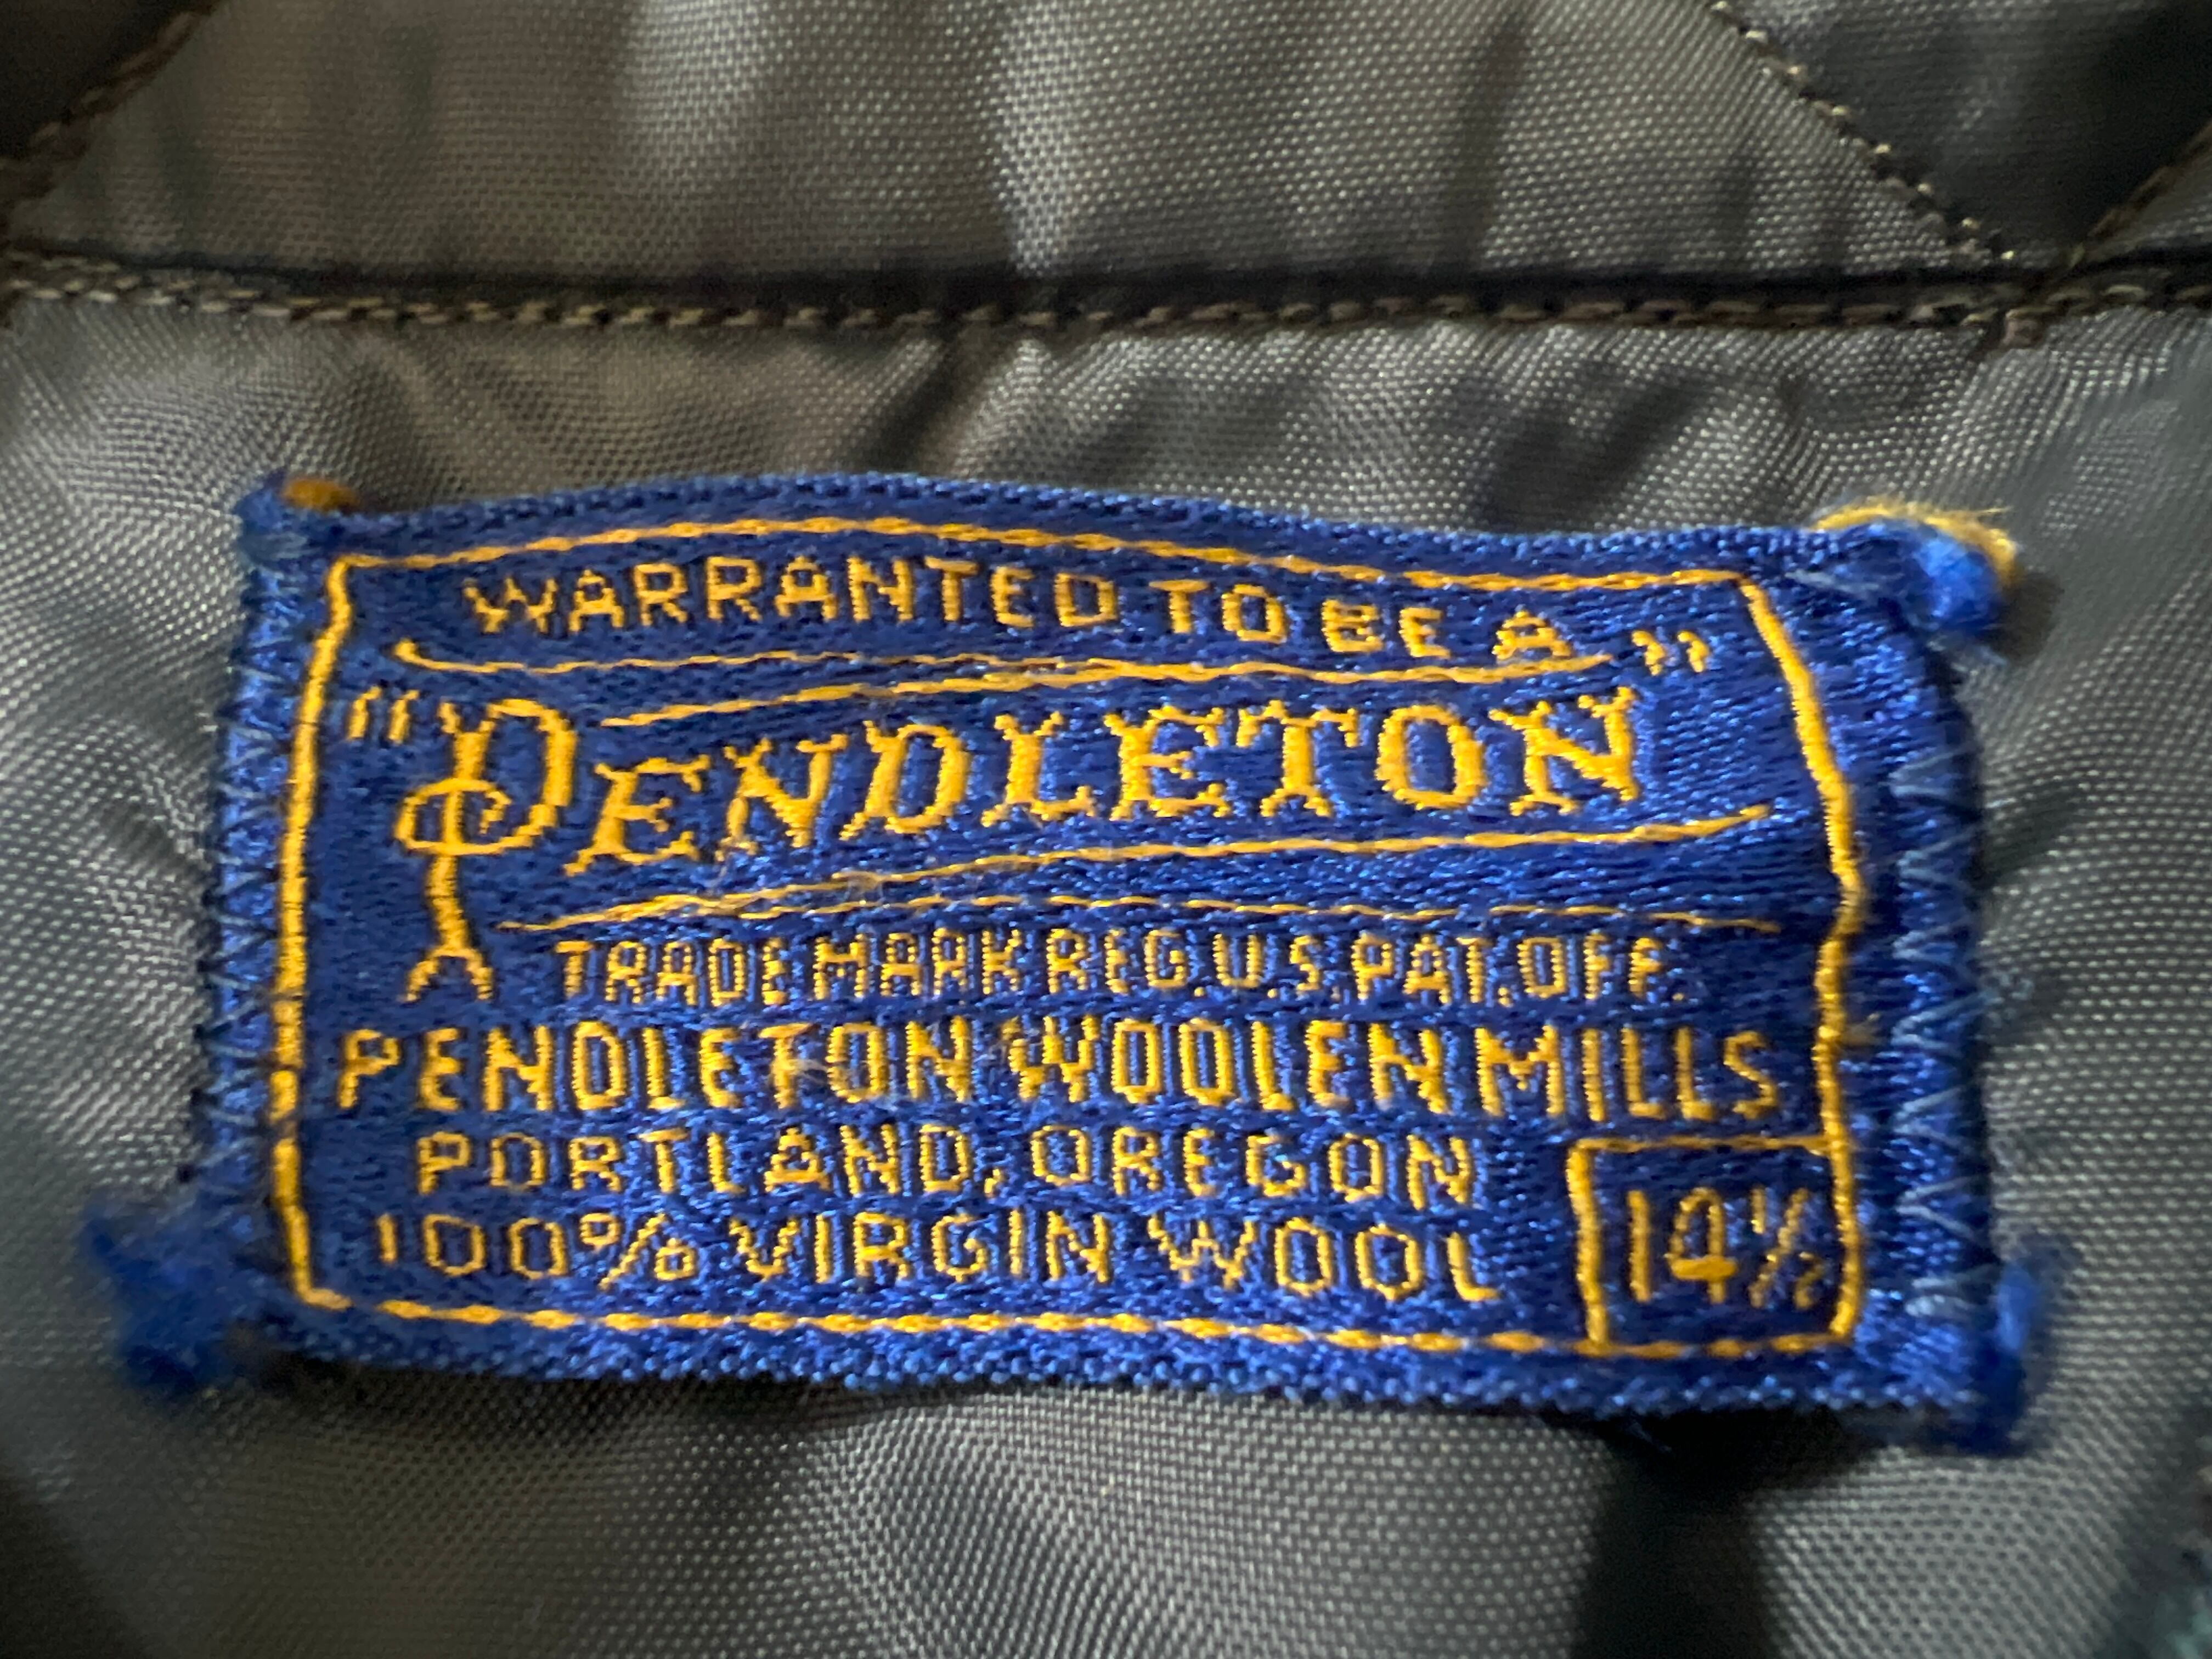 WARRANTED TO BE A
"PENDLETON"
TRADE MARK REG. U.S. PAT. OFF.
PENDLETON WOOLEN MILLS
PORTLAND, OREGON
100% VIRGIN WOOL
14½